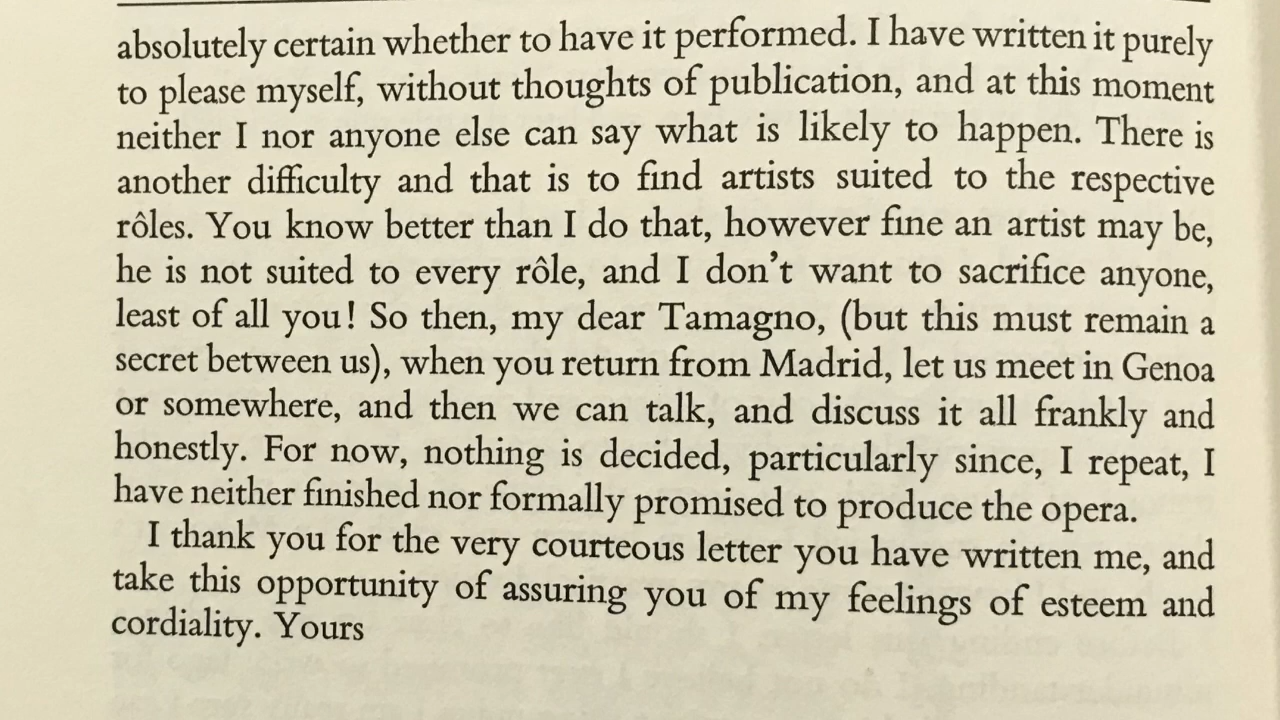 absolutely certain whether to have it performed. I have written it purely
to please myself, without thoughts of publication, and at this moment
neither I nor anyone else can say what is likely to happen. There is
another difficulty and that is to find artists suited to the respective
rôles. You know better than I do that, however fine an artist may be,
he is not suited to every rôle, and I don't want to sacrifice anyone,
least of all you! So then, my dear Tamagno, (but this must remain a
secret between us), when you return from Madrid, let us meet in Genoa
or somewhere, and then we can talk, and discuss it all frankly and
honestly. For now, nothing is decided, particularly since, I repeat, I
have neither finished nor formally promised to produce the opera.
I thank you for the very courteous letter you have written me, and
take this opportunity of assuring you of my feelings of esteem and
cordiality. Yours